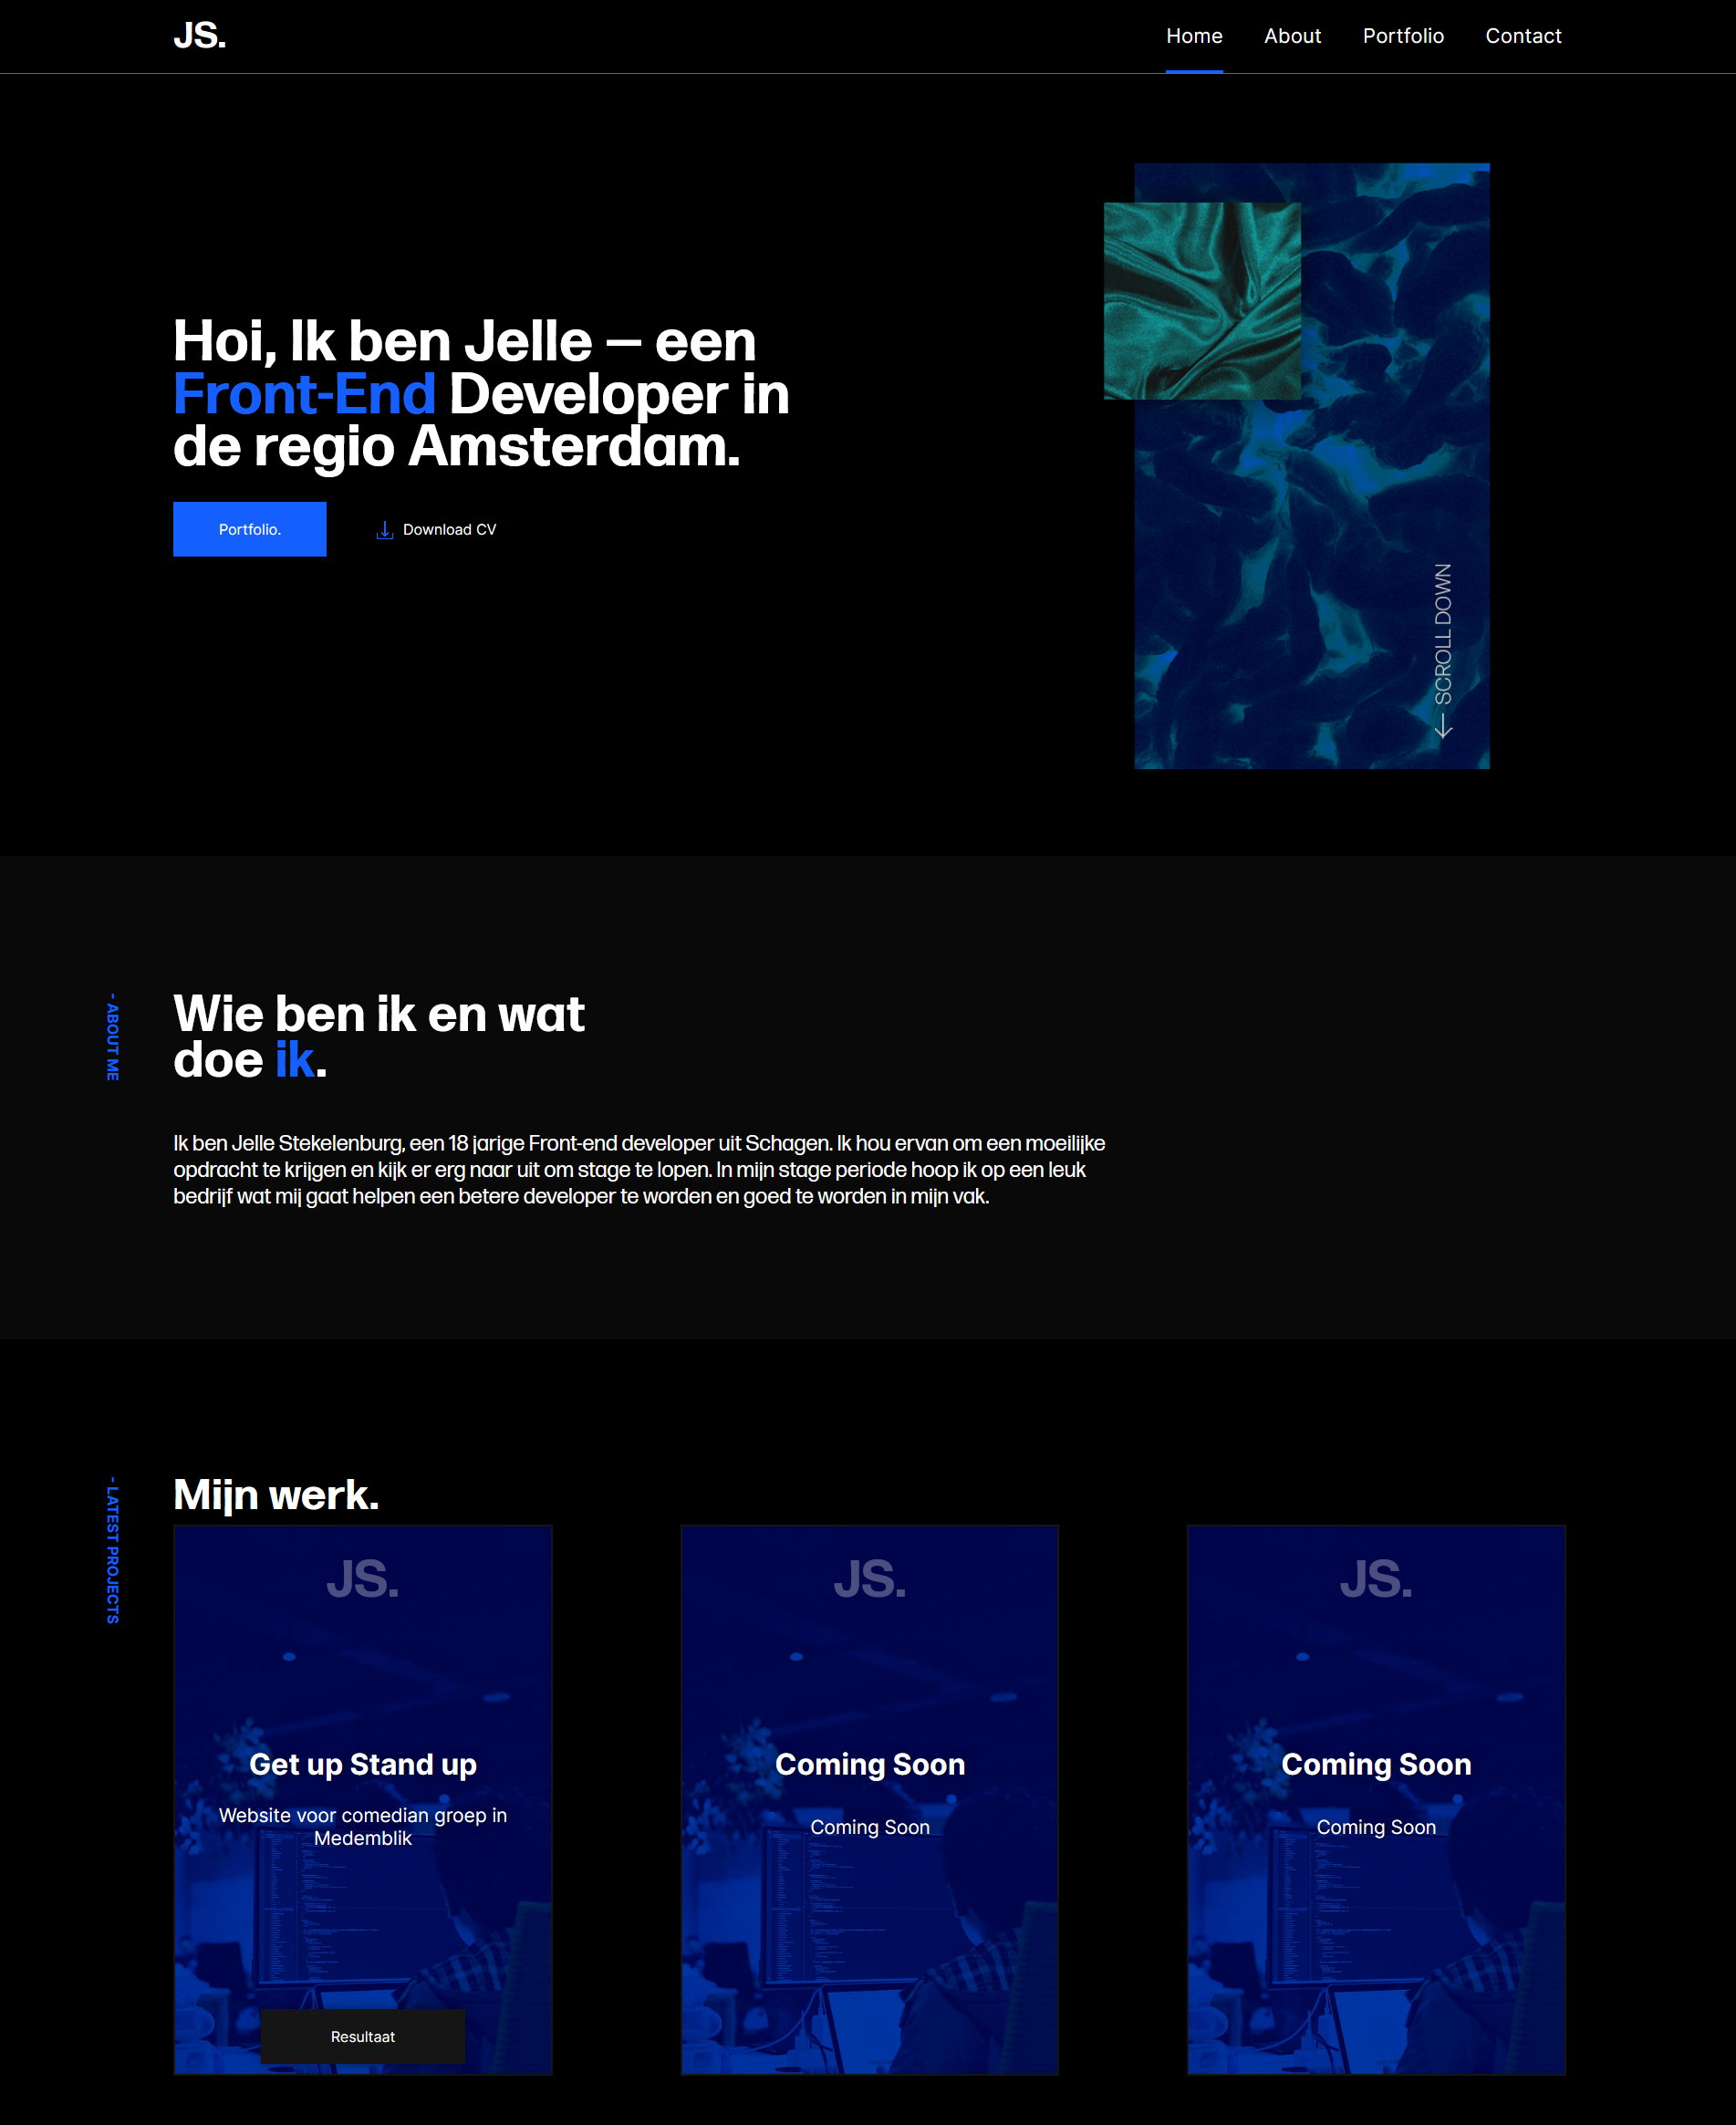 JS.
Home
About
Portfolio
Contact
Hoi, Ik ben Jelle — een
Front-End Developer in
de regio Amsterdam.
Portfolio.
Download CV
SCROLL DOWN
- ABOUT ME
Wie ben ik en wat
doe ik.
Ik ben Jelle Stekelenburg, een 18 jarige Front-end developer uit Schagen. Ik hou ervan om een moeilijke
opdracht te krijgen en kijk er erg naar uit om stage te lopen. In mijn stage periode hoop ik op een leuk
bedrijf wat mij gaat helpen een betere developer te worden en goed te worden in mijn vak.
- LATEST PROJECTS
Mijn werk.
JS.
Get up Stand up
Website voor comedian groep in
Medemblik
Resultaat
JS.
Coming Soon
Coming Soon
JS.
Coming Soon
Coming Soon